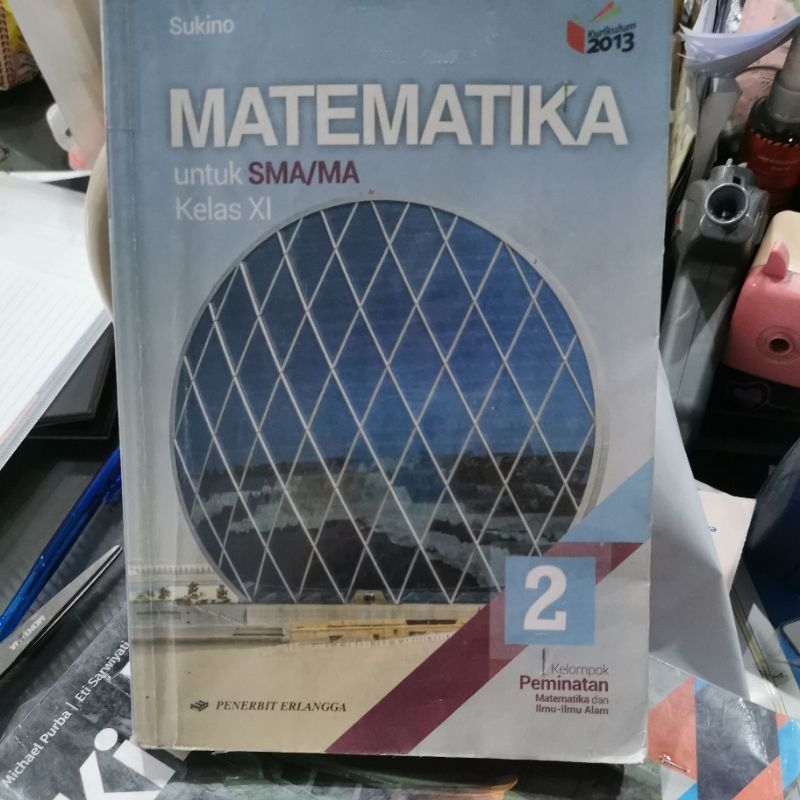 Sukino
Kurikulum
2013
MATEMATIKA
untuk SMA/MA
Kelas XI
2
Kelompok
Peminatan
Matematika dan
Ilmu-Ilmu Alam
PENERBIT ERLANGGA
Michael Purba | Eti Sarwiyati